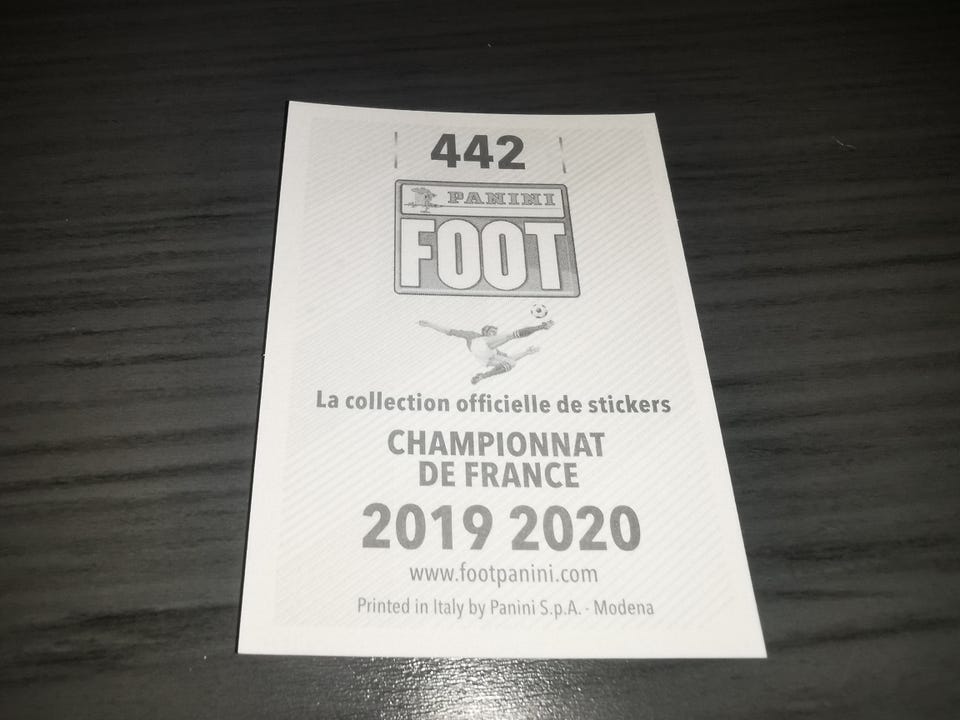 442
PANINI
FOOT
La collection officielle de stickers
CHAMPIONNAT
DE FRANCE
2019 2020
www.footpanini.com
Printed in Italy by Panini S.p.A. - Modena